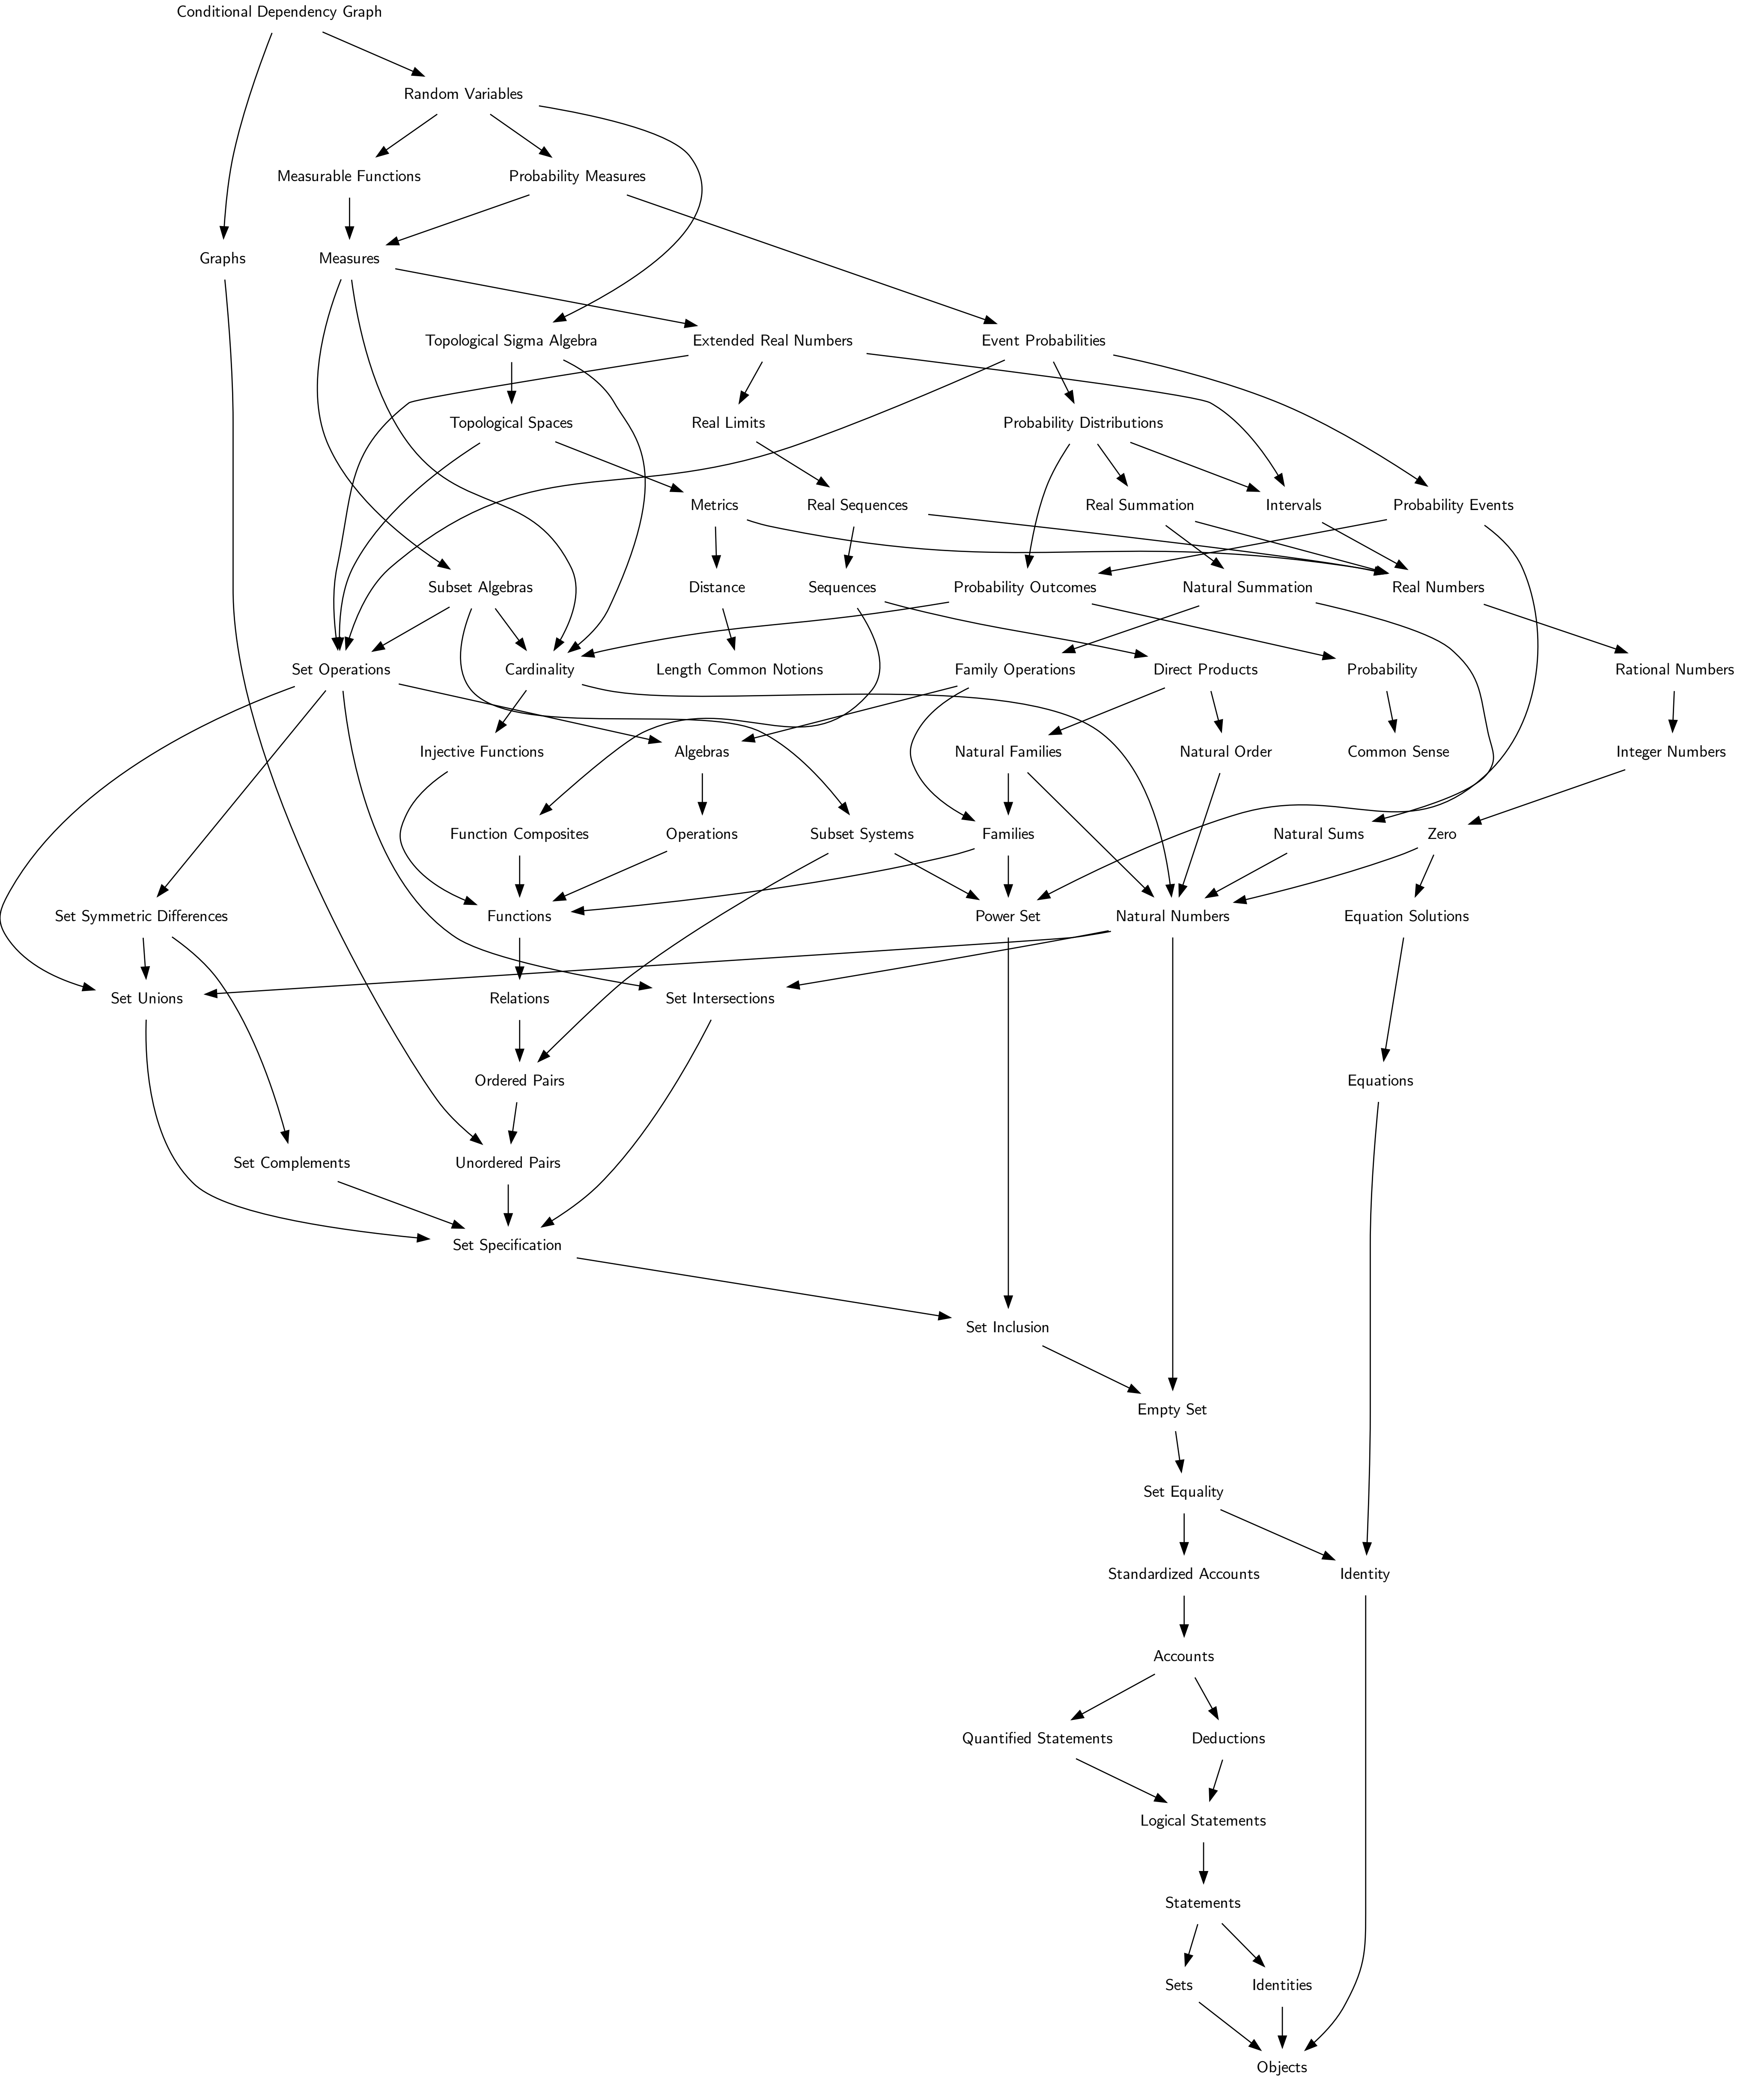 Conditional Dependency Graph
Random Variables
Measurable Functions
Probability Measures
Graphs
Measures
Topological Sigma Algebra
Extended Real Numbers
Event Probabilities
Topological Spaces
Real Limits
Probability Distributions
Metrics
Real Sequences
Real Summation
Intervals
Probability Events
Subset Algebras
Distance
Sequences
Probability Outcomes
Natural Summation
Real Numbers
Set Operations
Cardinality
Length Common Notions
Family Operations
Direct Products
Probability
Rational Numbers
Injective Functions
Algebras
Natural Families
Natural Order
Common Sense
Integer Numbers
Function Composites
Operations
Subset Systems
Families
Natural Sums
Zero
Set Symmetric Differences
Functions
Power Set
Natural Numbers
Equation Solutions
Set Unions
Relations
Set Intersections
Ordered Pairs
Equations
Set Complements
Unordered Pairs
Set Specification
Set Inclusion
Empty Set
Set Equality
Standardized Accounts
Identity
Accounts
Quantified Statements
Deductions
Logical Statements
Statements
Sets
Identities
Objects